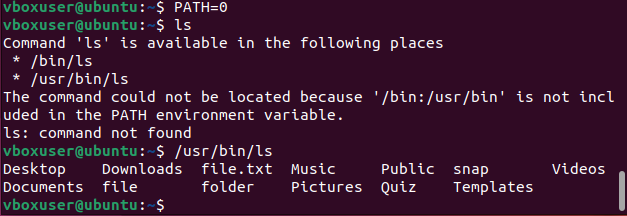 vboxuser@ubuntu:~$ PATH=0
vboxuser@ubuntu:~$ ls
Command 'ls' is available in the following places
 * /bin/ls
 * /usr/bin/ls
The command could not be located because '/bin:/usr/bin' is not incl
uded in the PATH environment variable.
ls: command not found
vboxuser@ubuntu:~$ /usr/bin/ls
Desktop    Downloads  file.txt  Music     Public  snap       Videos
Documents  file       folder    Pictures  Quiz    Templates
vboxuser@ubuntu:~$